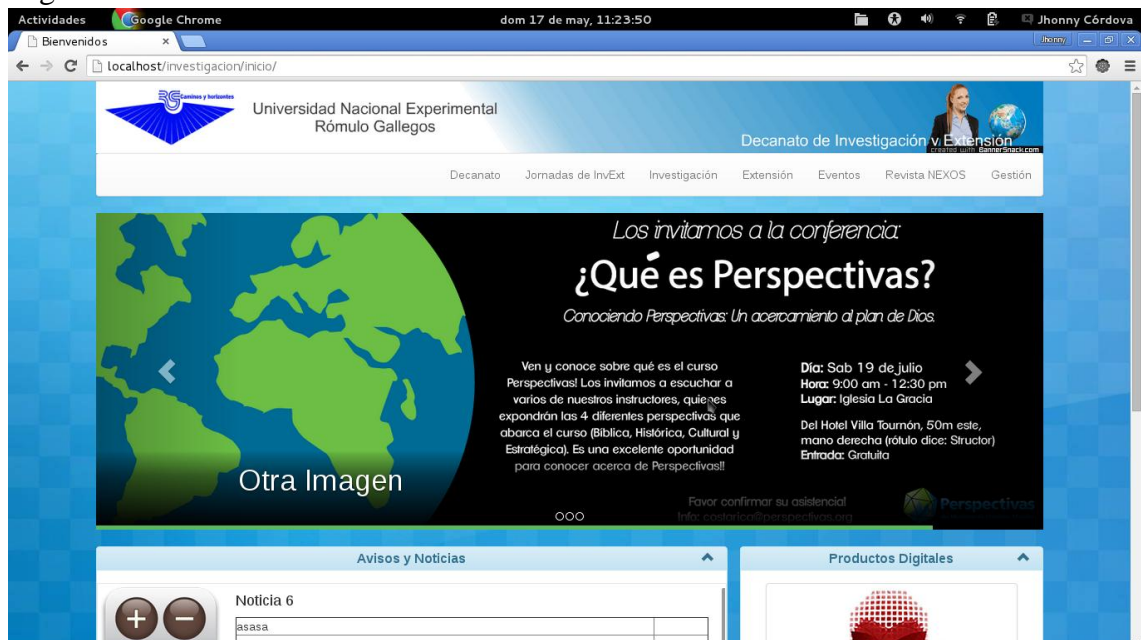 Actividades Google Chrome dom 17 de may, 11:23:50 Jhonny Córdova
Bienvenidos × Jhonny
localhost/investigacion/inicio/
Caminos y horizontes
Universidad Nacional Experimental
Rómulo Gallegos
Decanato de Investigación y Extensión
created with BannerSnack.com
Decanato Jornadas de InvExt Investigación Extensión Eventos Revista NEXOS Gestión
Los invitamos a la conferencia:
¿Qué es Perspectivas?
Conociendo Perspectivas: Un acercamiento al plan de Dios.
Ven y conoce sobre qué es el curso
Perspectivas! Los invitamos a escuchar a
varios de nuestros instructores, quienes
expondrán las 4 diferentes perspectivas que
abarca el curso (Bíblica, Histórica, Cultural y
Estratégica). Es una excelente oportunidad
para conocer acerca de Perspectivas!!
Día: Sab 19 de julio
Hora: 9:00 am - 12:30 pm
Lugar: Iglesia La Gracia
Del Hotel Villa Tournón, 50m este,
mano derecha (rótulo dice: Structor)
Entrada: Gratuita
Otra Imagen
Favor confirmar su asistencia!
Info: costarica@perspectivas.org
Perspectivas
Avisos y Noticias
Productos Digitales
Noticia 6
asasa